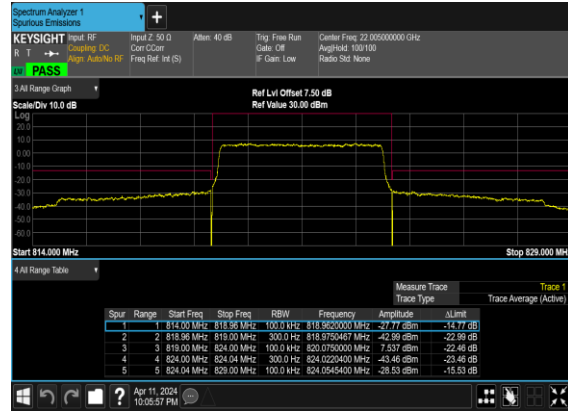 Spectrum Analyzer 1
Spurious Emissions
+
KEYSIGHT Input: RF Input Z: 50 Ω Atten: 40 dB Trig: Free Run Center Freq: 22.005000000 GHz
R T Coupling: DC Corr CCorr Gate: Off Avg|Hold: 100/100
Align: Auto/No RF Freq Ref: Int (S) IF Gain: Low Radio Std: None
PASS
3 All Range Graph
Ref Lvl Offset 7.50 dB
Scale/Div 10.0 dB Ref Value 30.00 dBm
Log
20.0
10.0
0.00
-10.0
-20.0
-30.0
-40.0
-50.0
-60.0
Start 814.000 MHz Stop 829.000 MH
4 All Range Table
Measure Trace Trace 1
Trace Type Trace Average (Active)
Spur Range Start Freq Stop Freq RBW Frequency Amplitude ΔLimit
1 1 814.00 MHz 818.96 MHz 100.0 kHz 818.9620000 MHz -27.77 dBm -14.77 dB
2 2 818.96 MHz 819.00 MHz 300.0 Hz 818.9750467 MHz -42.99 dBm -22.99 dB
3 3 819.00 MHz 824.00 MHz 100.0 kHz 820.0750000 MHz 7.537 dBm -22.46 dB
4 4 824.00 MHz 824.04 MHz 300.0 Hz 824.0220400 MHz -43.46 dBm -23.46 dB
5 5 824.04 MHz 829.00 MHz 100.0 kHz 824.0545400 MHz -28.53 dBm -15.53 dB
? Apr 11, 2024
10:05:57 PM